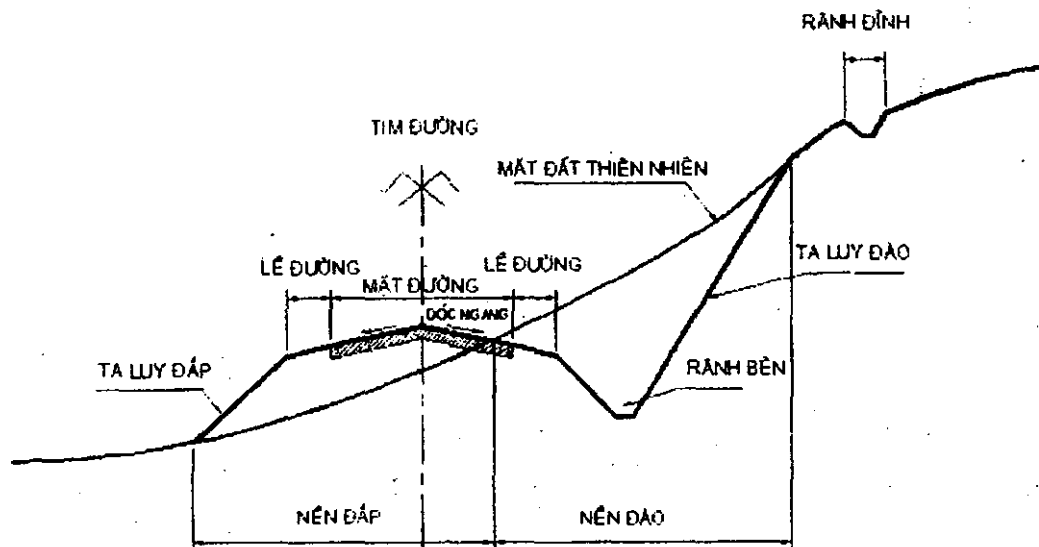 RÃNH ĐỈNH
TIM ĐƯỜNG
MẶT ĐẤT THIÊN NHIÊN
LỀ ĐƯỜNG
LỀ ĐƯỜNG
MẶT ĐƯỜNG
TA LUY ĐÀO
DỐC NGANG
TA LUY ĐẮP
RÃNH BÊN
NỀN ĐẮP
NỀN ĐÀO